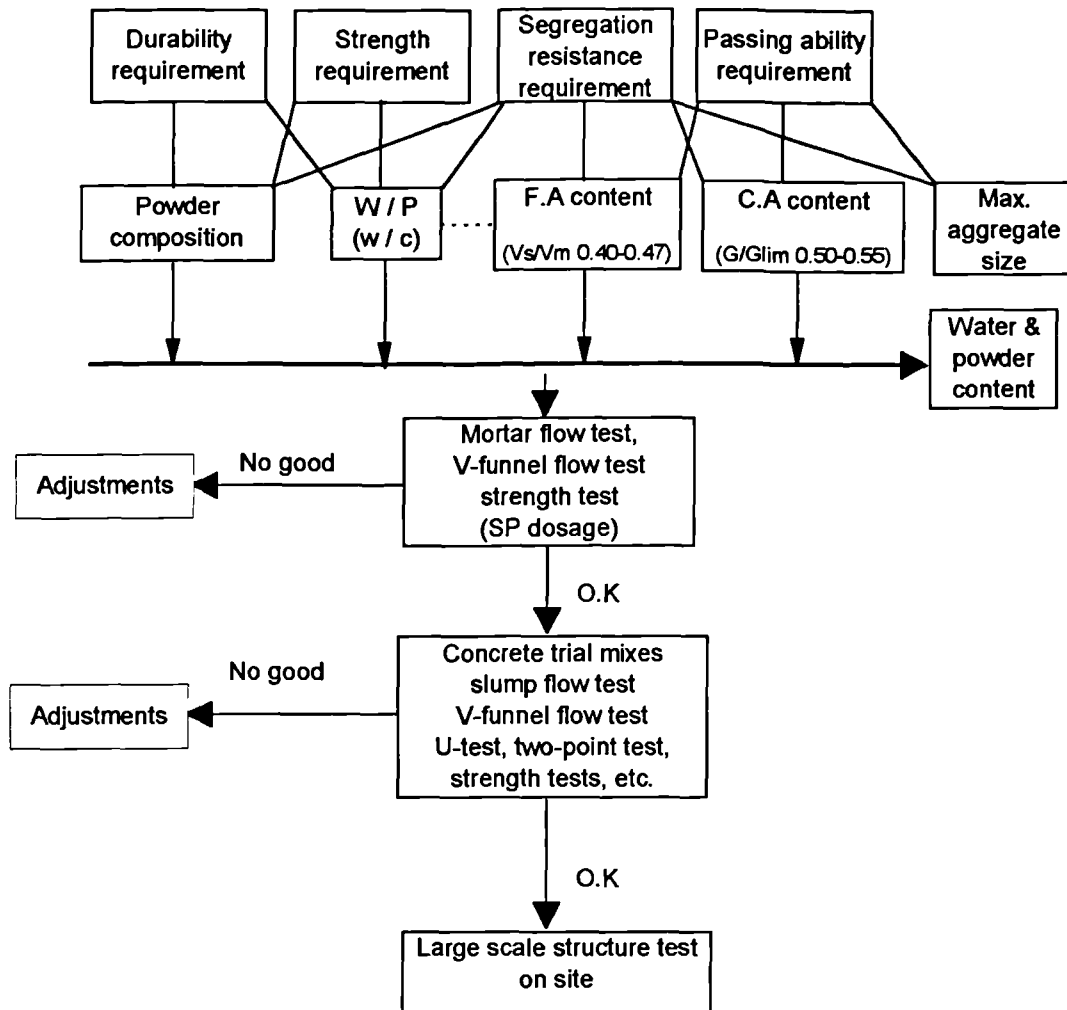 Durability
requirement
Strength
requirement
Segregation
resistance
requirement
Passing ability
requirement
Powder
composition
W / P
(w / c)
F.A content
(Vs/Vm 0.40-0.47)
C.A content
(G/Glim 0.50-0.55)
Max.
aggregate
size
Water &
powder
content
Mortar flow test,
V-funnel flow test
strength test
(SP dosage)
No good
Adjustments
O.K
Concrete trial mixes
slump flow test
V-funnel flow test
U-test, two-point test,
strength tests, etc.
No good
Adjustments
O.K
Large scale structure test
on site